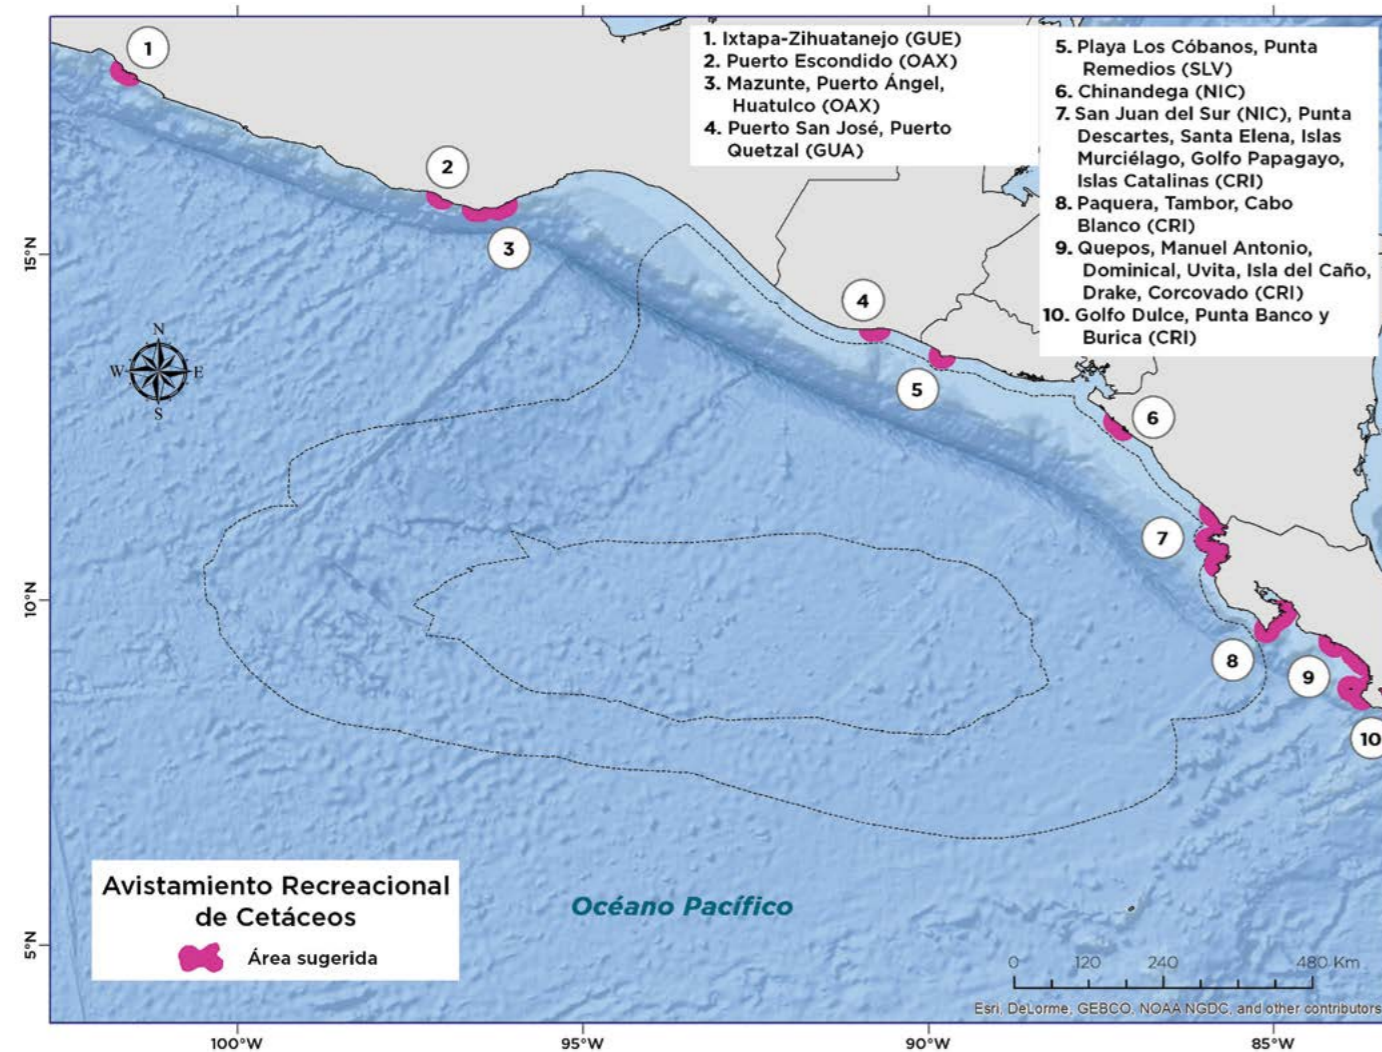 1. Ixtapa-Zihuatanejo (GUE)
2. Puerto Escondido (OAX)
3. Mazunte, Puerto Ángel,
Huatulco (OAX)
4. Puerto San José, Puerto
Quetzal (GUA)
5. Playa Los Cóbanos, Punta
Remedios (SLV)
6. Chinandega (NIC)
7. San Juan del Sur (NIC), Punta
Descartes, Santa Elena, Islas
Murciélago, Golfo Papagayo,
Islas Catalinas (CRI)
8. Paquera, Tambor, Cabo
Blanco (CRI)
9. Quepos, Manuel Antonio,
Dominical, Uvita, Isla del Caño,
Drake, Corcovado (CRI)
10. Golfo Dulce, Punta Banco y
Burica (CRI)
1
2
3
4
5
6
7
8
9
10
15°N
10°N
5°N
N
W E
S
Avistamiento Recreacional
de Cetáceos
Área sugerida
Océano Pacífico
0 120 240 480 Km
Esri, DeLorme, GEBCO, NOAA NGDC, and other contributors
100°W 95°W 90°W 85°W